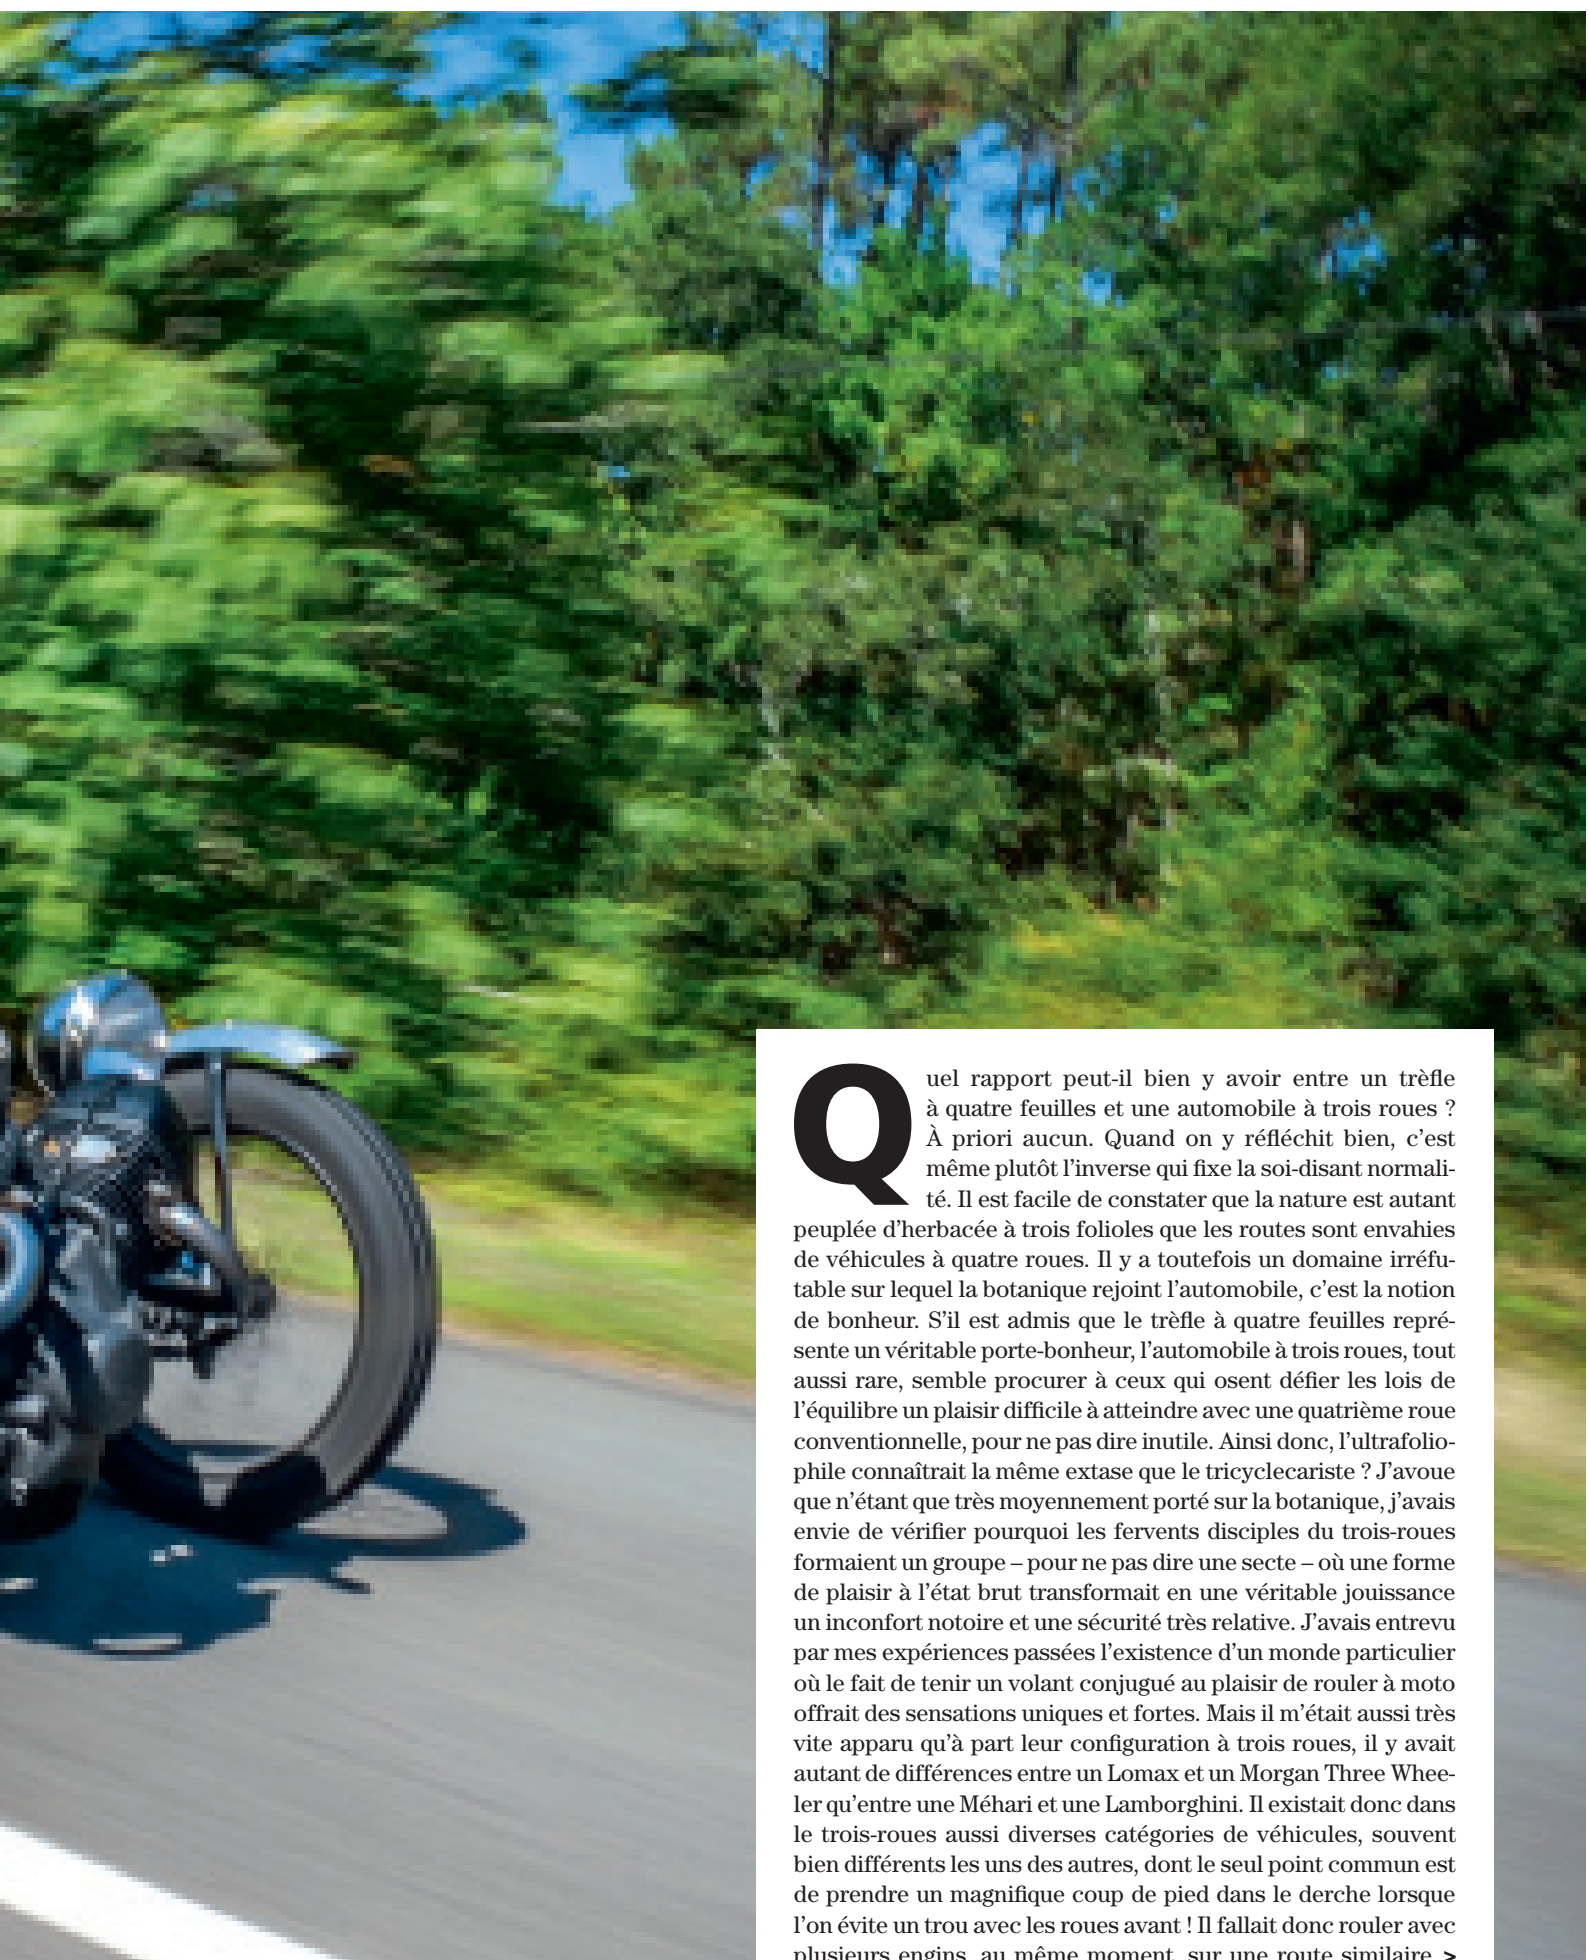 Quel rapport peut-il bien y avoir entre un trèfle
à quatre feuilles et une automobile à trois roues ?
À priori aucun. Quand on y réfléchit bien, c'est
même plutôt l'inverse qui fixe la soi-disant normali-
té. Il est facile de constater que la nature est autant
peuplée d'herbacée à trois folioles que les routes sont envahies
de véhicules à quatre roues. Il y a toutefois un domaine irréfu-
table sur lequel la botanique rejoint l'automobile, c'est la notion
de bonheur. S'il est admis que le trèfle à quatre feuilles repré-
sente un véritable porte-bonheur, l'automobile à trois roues, tout
aussi rare, semble procurer à ceux qui osent défier les lois de
l'équilibre un plaisir difficile à atteindre avec une quatrième roue
conventionnelle, pour ne pas dire inutile. Ainsi donc, l'ultrafolio-
phile connaîtrait la même extase que le tricyclecariste ? J'avoue
que n'étant que très moyennement porté sur la botanique, j'avais
envie de vérifier pourquoi les fervents disciples du trois-roues
formaient un groupe – pour ne pas dire une secte – où une forme
de plaisir à l'état brut transformait en une véritable jouissance
un inconfort notoire et une sécurité très relative. J'avais entrevu
par mes expériences passées l'existence d'un monde particulier
où le fait de tenir un volant conjugué au plaisir de rouler à moto
offrait des sensations uniques et fortes. Mais il m'était aussi très
vite apparu qu'à part leur configuration à trois roues, il y avait
autant de différences entre un Lomax et un Morgan Three Whee-
ler qu'entre une Méhari et une Lamborghini. Il existait donc dans
le trois-roues aussi diverses catégories de véhicules, souvent
bien différents les uns des autres, dont le seul point commun est
de prendre un magnifique coup de pied dans le derche lorsque
l'on évite un trou avec les roues avant ! Il fallait donc rouler avec
plusieurs engins, au même moment, sur une route similaire >